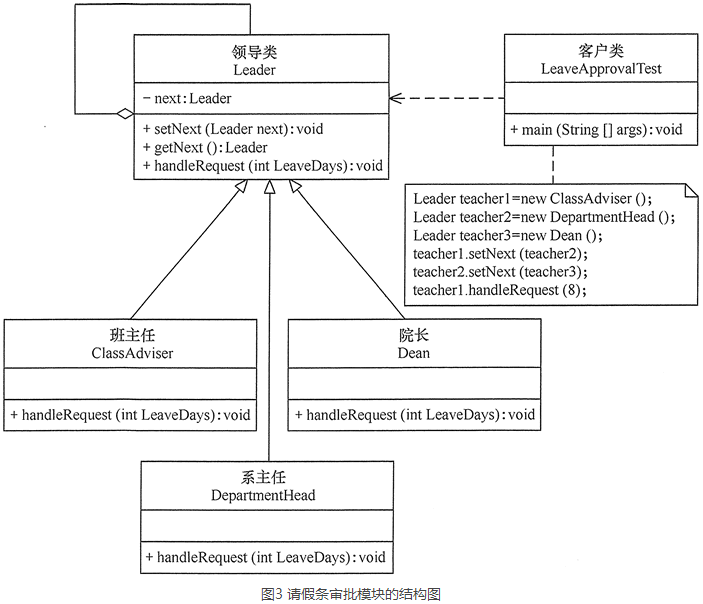 领导类
Leader
- next:Leader
+ setNext (Leader next):void
+ getNext ():Leader
+ handleRequest (int LeaveDays):void
客户类
LeaveApprovalTest
+ main (String [] args):void
Leader teacher1=new ClassAdviser ();
Leader teacher2=new DepartmentHead ();
Leader teacher3=new Dean ();
teacher1.setNext (teacher2);
teacher2.setNext (teacher3);
teacher1.handleRequest (8);
班主任
ClassAdviser
+ handleRequest (int LeaveDays):void
院长
Dean
+ handleRequest (int LeaveDays):void
系主任
DepartmentHead
+ handleRequest (int LeaveDays):void
图3 请假条审批模块的结构图